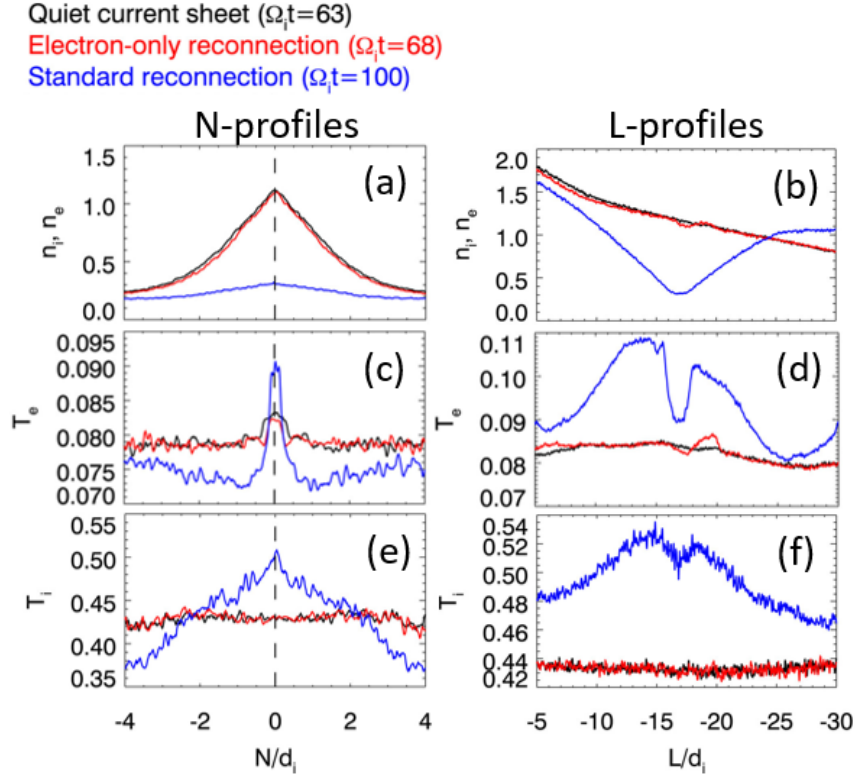 Quiet current sheet (Ωᵢt=63)
Electron-only reconnection (Ωᵢt=68)
Standard reconnection (Ωᵢt=100)
N-profiles
L-profiles
(a)
1.5
1.0
0.5
0.0
nᵢ, nₑ
(b)
2.0
1.5
1.0
0.5
0.0
nᵢ, nₑ
(c)
0.095
0.090
0.085
0.080
0.075
0.070
Tₑ
(d)
0.11
0.10
0.09
0.08
0.07
Tₑ
(e)
0.55
0.50
0.45
0.40
0.35
Tᵢ
-4 -2 0 2 4
N/dᵢ
(f)
0.54
0.52
0.50
0.48
0.46
0.44
0.42
Tᵢ
-5 -10 -15 -20 -25 -30
L/dᵢ